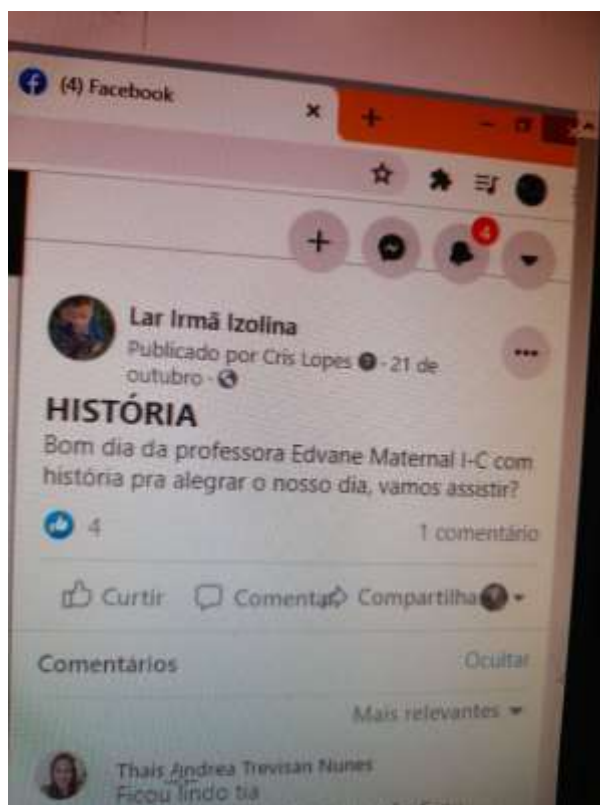 (4) Facebook
4
Lar Irmã Izolina
Publicado por Cris Lopes · 21 de
outubro ·
HISTÓRIA
Bom dia da professora Edvane Maternal I-C com
história pra alegrar o nosso dia, vamos assistir?
4 1 comentário
Curtir Comentar Compartilha
Comentários Ocultar
Mais relevantes
Thais Andrea Trevisan Nunes
Ficou lindo tia